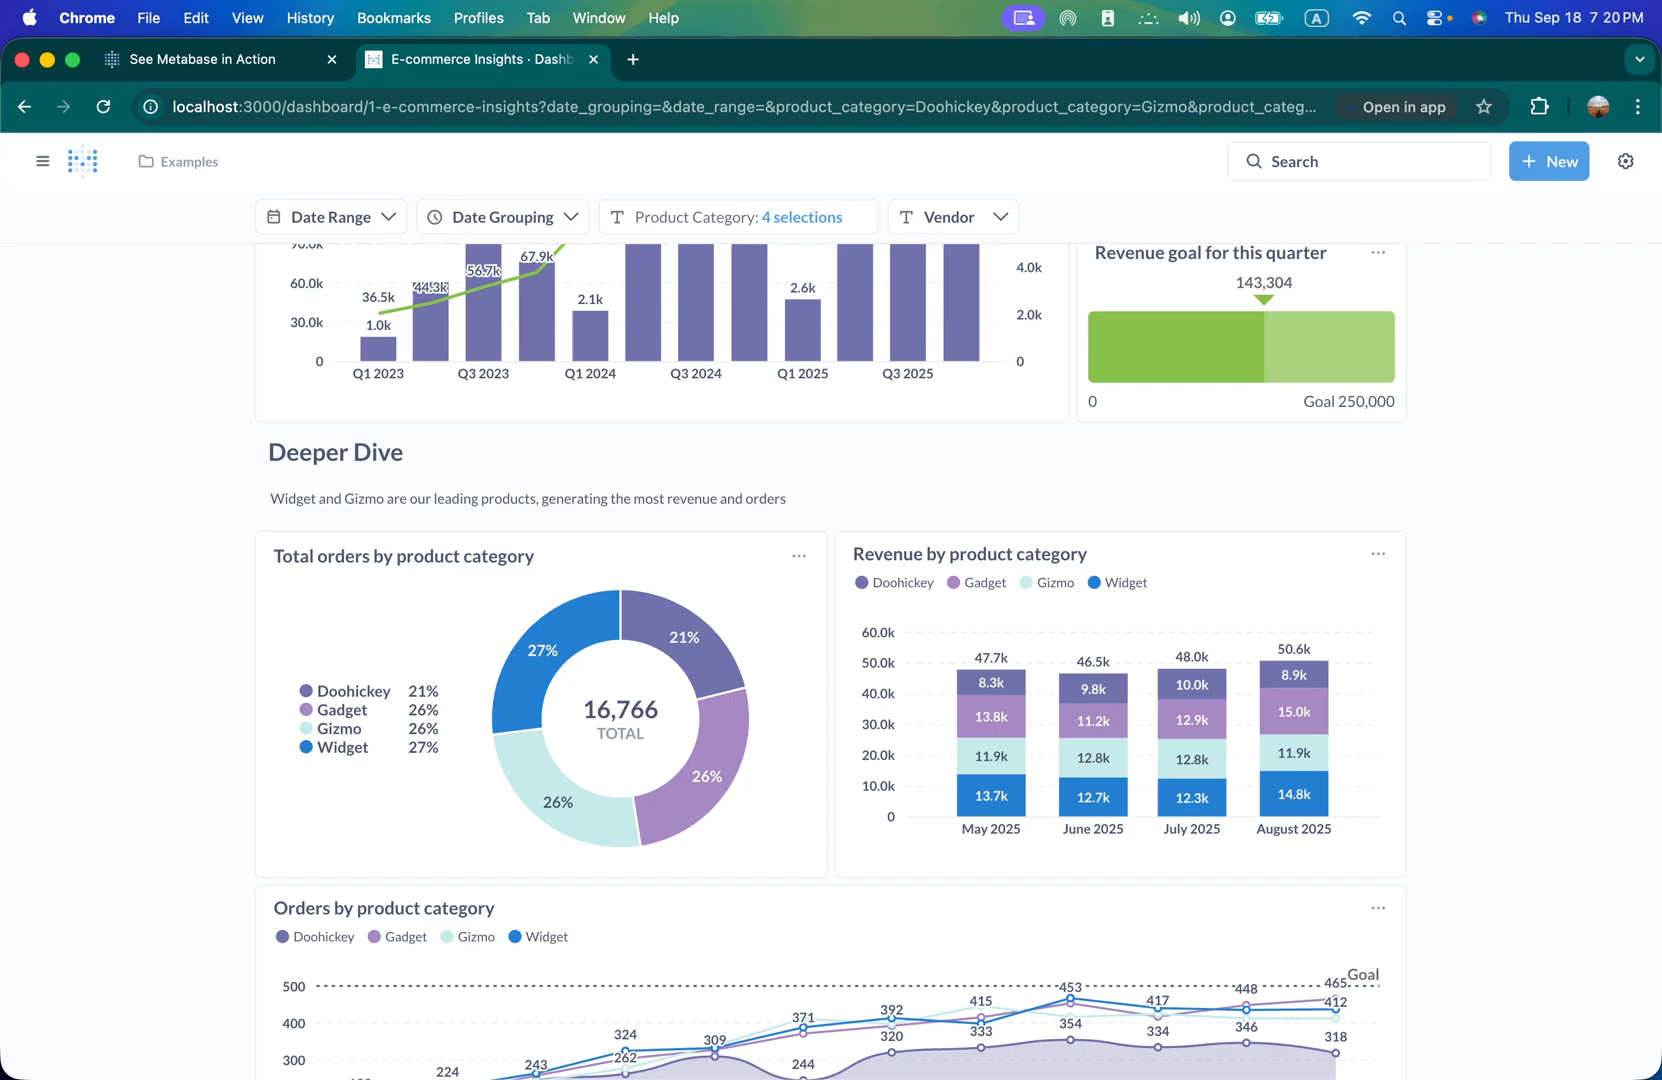 Chrome File Edit View History Bookmarks Profiles Tab Window Help A Thu Sep 18 7 20 PM
See Metabase in Action E-commerce Insights · Dashb
localhost:3000/dashboard/1-e-commerce-insights?date_grouping=&date_range=&product_category=Doohickey&product_category=Gizmo&product_categ... Open in app
Examples Search New
Date Range Date Grouping Product Category: 4 selections Vendor
90.0k 60.0k 30.0k 0
36.5k 44.3k 56.7k 67.9k
1.0k 2.1k 2.6k
4.0k 2.0k 0
Q1 2023 Q3 2023 Q1 2024 Q3 2024 Q1 2025 Q3 2025
Revenue goal for this quarter
143,304
0 Goal 250,000
Deeper Dive
Widget and Gizmo are our leading products, generating the most revenue and orders
Total orders by product category
Doohickey 21%
Gadget 26%
Gizmo 26%
Widget 27%
27% 21%
26% 26%
16,766
TOTAL
Revenue by product category
Doohickey Gadget Gizmo Widget
60.0k
50.0k
40.0k
30.0k
20.0k
10.0k
0
47.7k 46.5k 48.0k 50.6k
8.3k 9.8k 10.0k 8.9k
13.8k 11.2k 12.9k 15.0k
11.9k 12.8k 12.8k 11.9k
13.7k 12.7k 12.3k 14.8k
May 2025 June 2025 July 2025 August 2025
Orders by product category
Doohickey Gadget Gizmo Widget
Goal
500
400
300
224 243 324 262 309 371 244 392 320 415 333 453 354 417 334 448 346 465 412 318